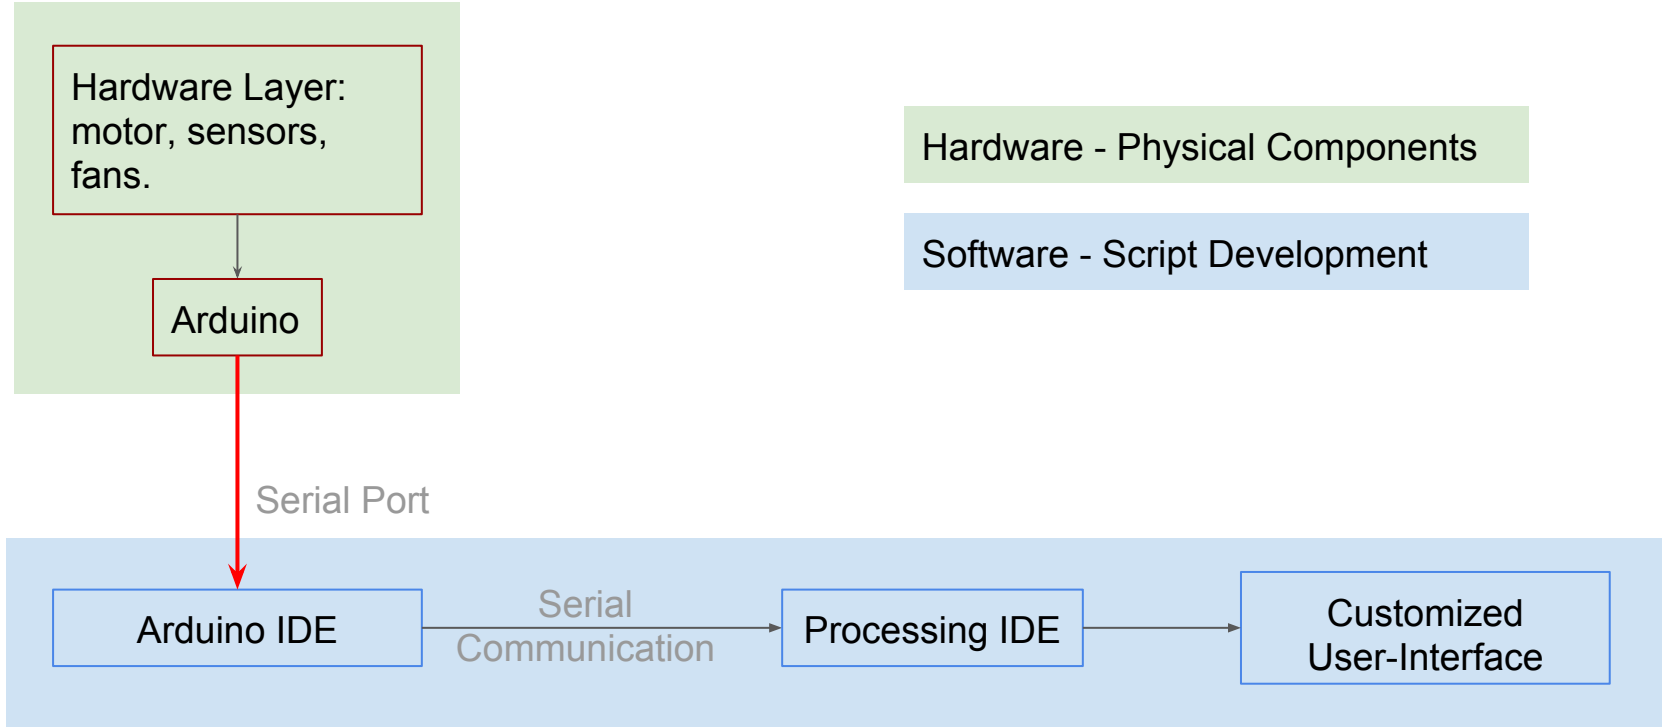 Hardware Layer:
motor, sensors,
fans.
Arduino
Hardware - Physical Components
Software - Script Development
Serial Port
Arduino IDE
Serial
Communication
Processing IDE
Customized
User-Interface